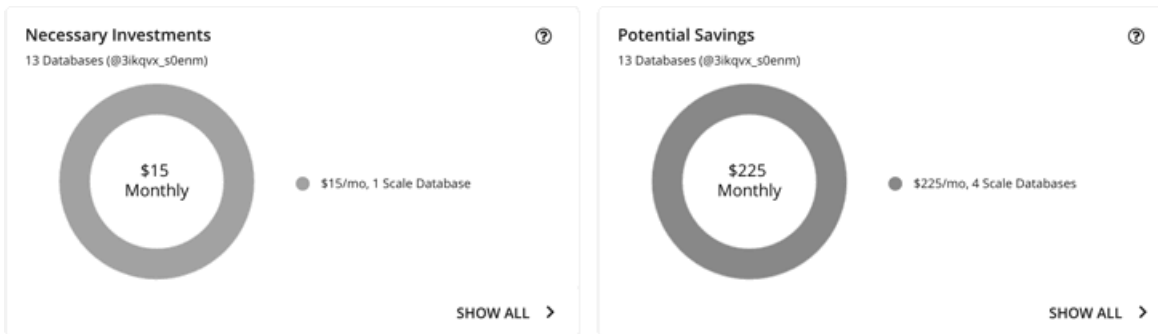 Necessary Investments
13 Databases (@3ikqvx_s0enm)
$15
Monthly
$15/mo, 1 Scale Database
SHOW ALL
Potential Savings
13 Databases (@3ikqvx_s0enm)
$225
Monthly
$225/mo, 4 Scale Databases
SHOW ALL